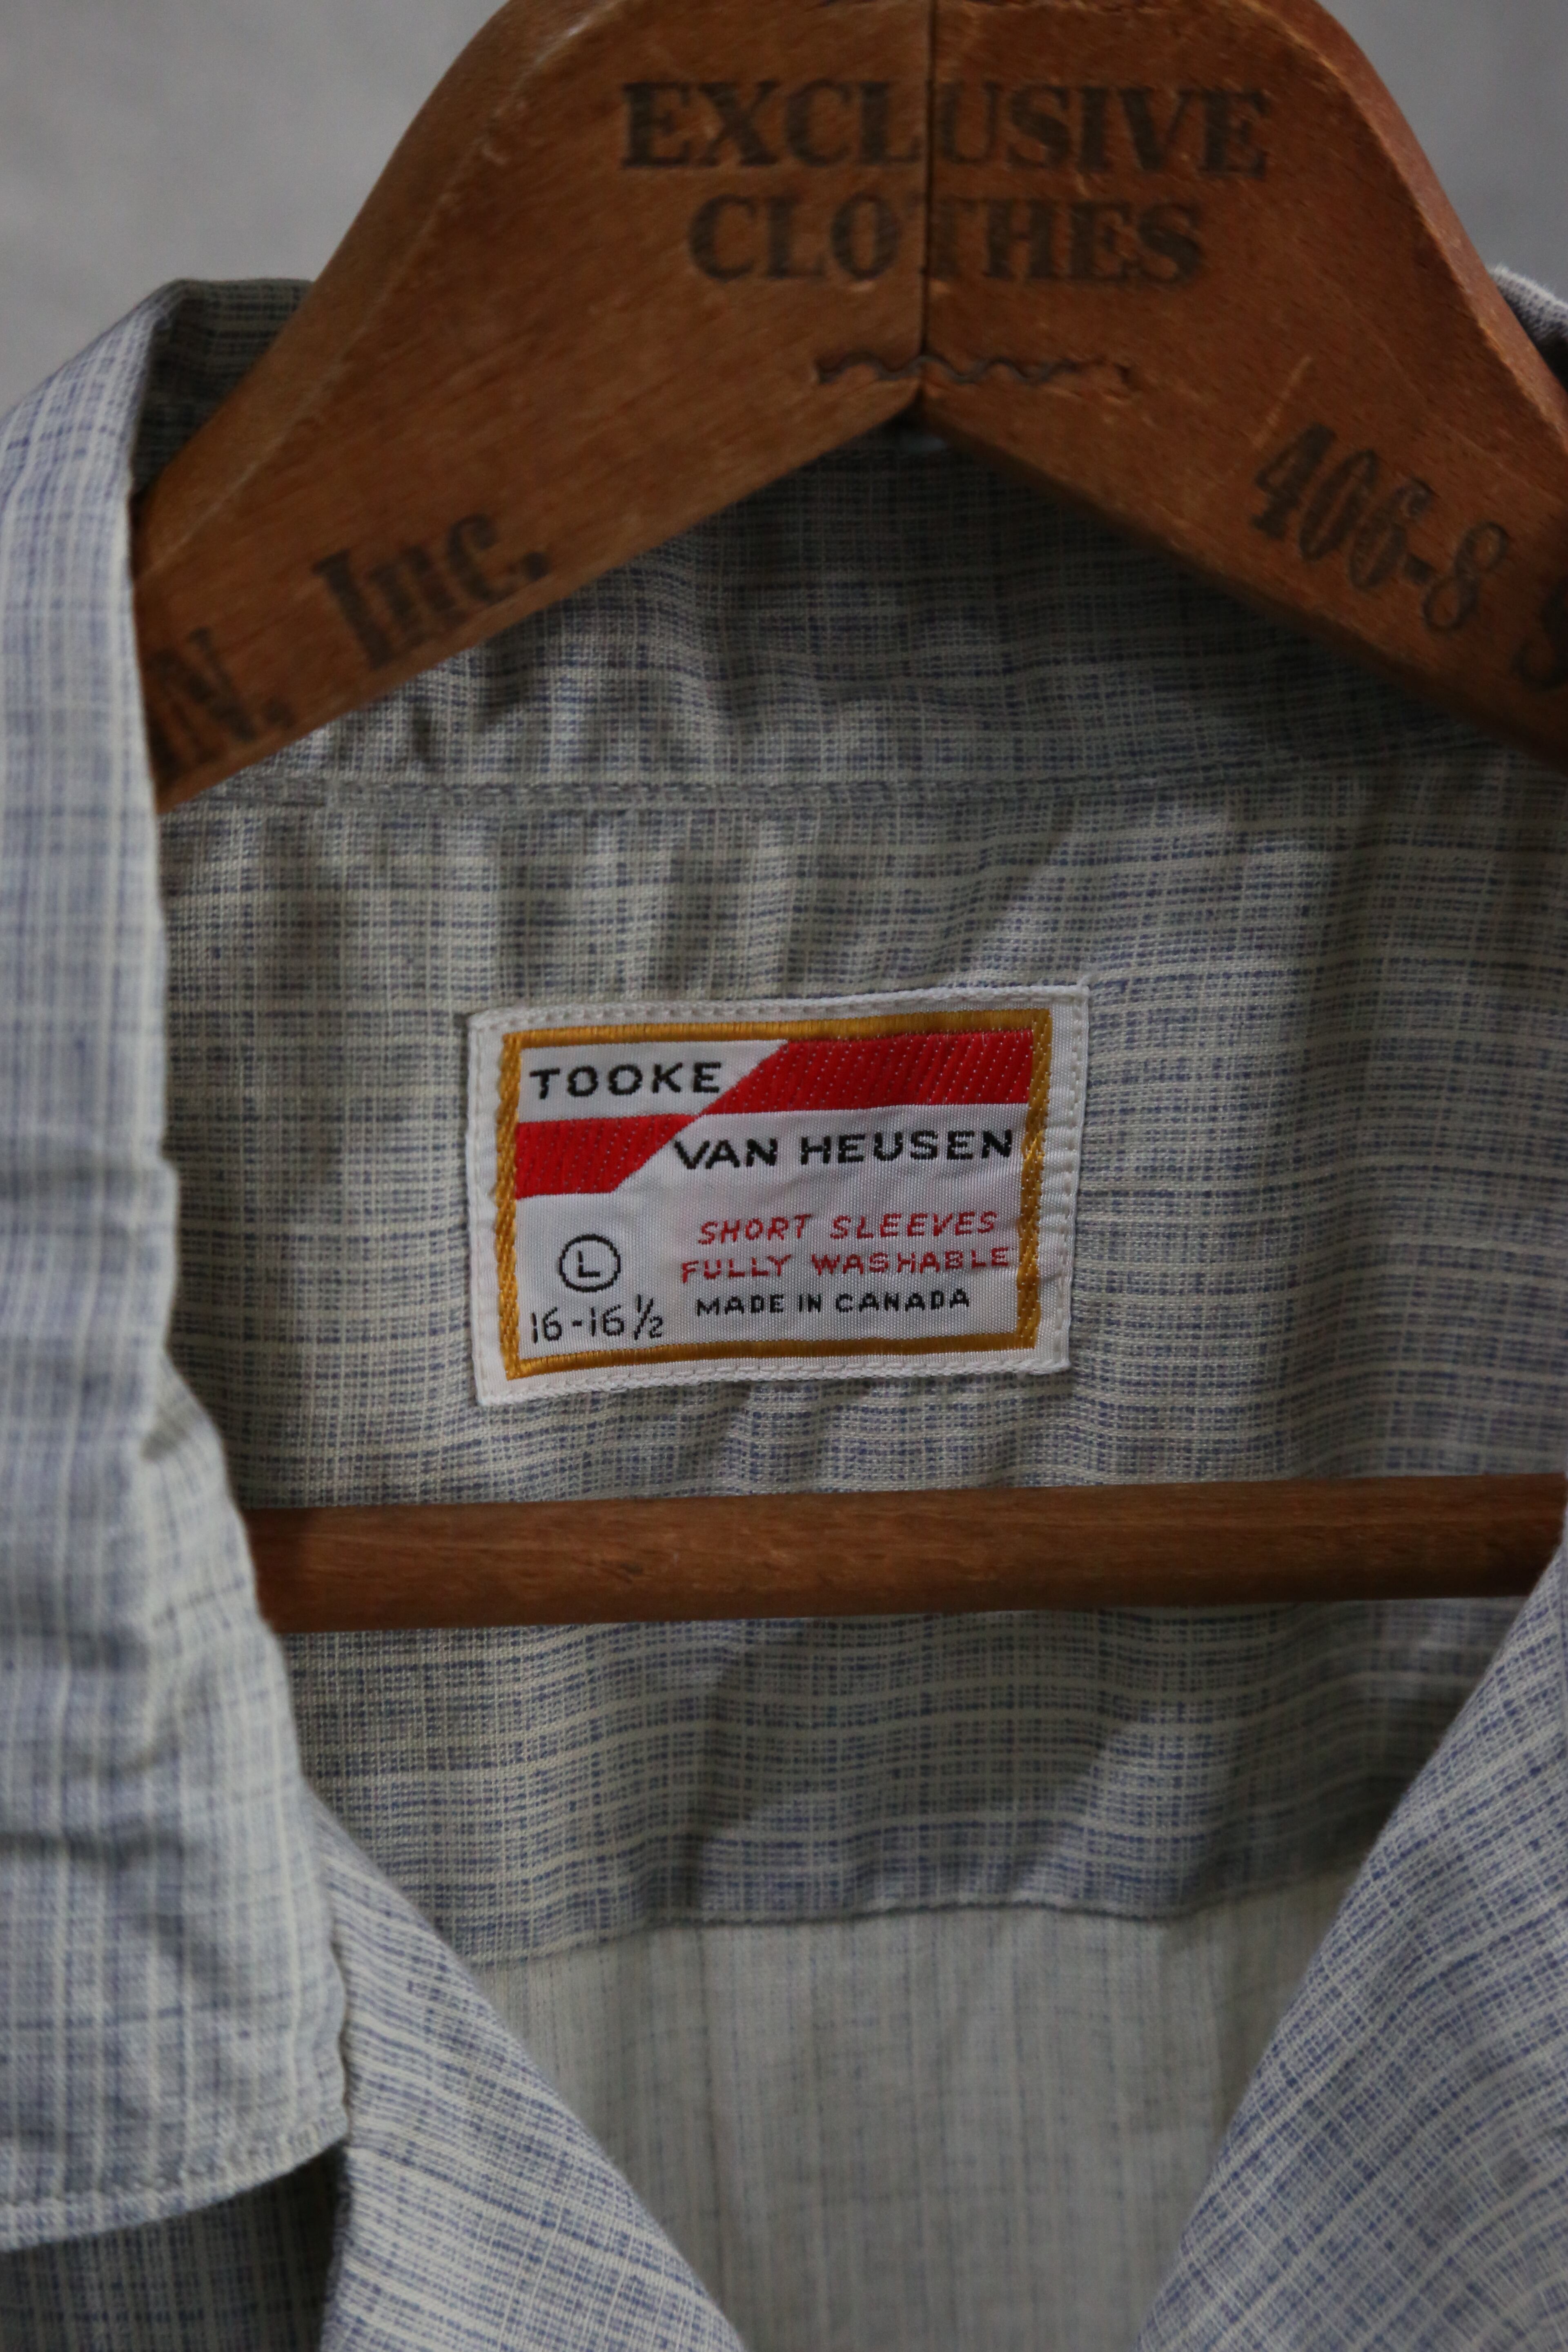 EXCLUSIVE
CLOTHES
Inc.
406-8
TOOKE
VAN HEUSEN
SHORT SLEEVES
FULLY WASHABLE
MADE IN CANADA
L
16-16½